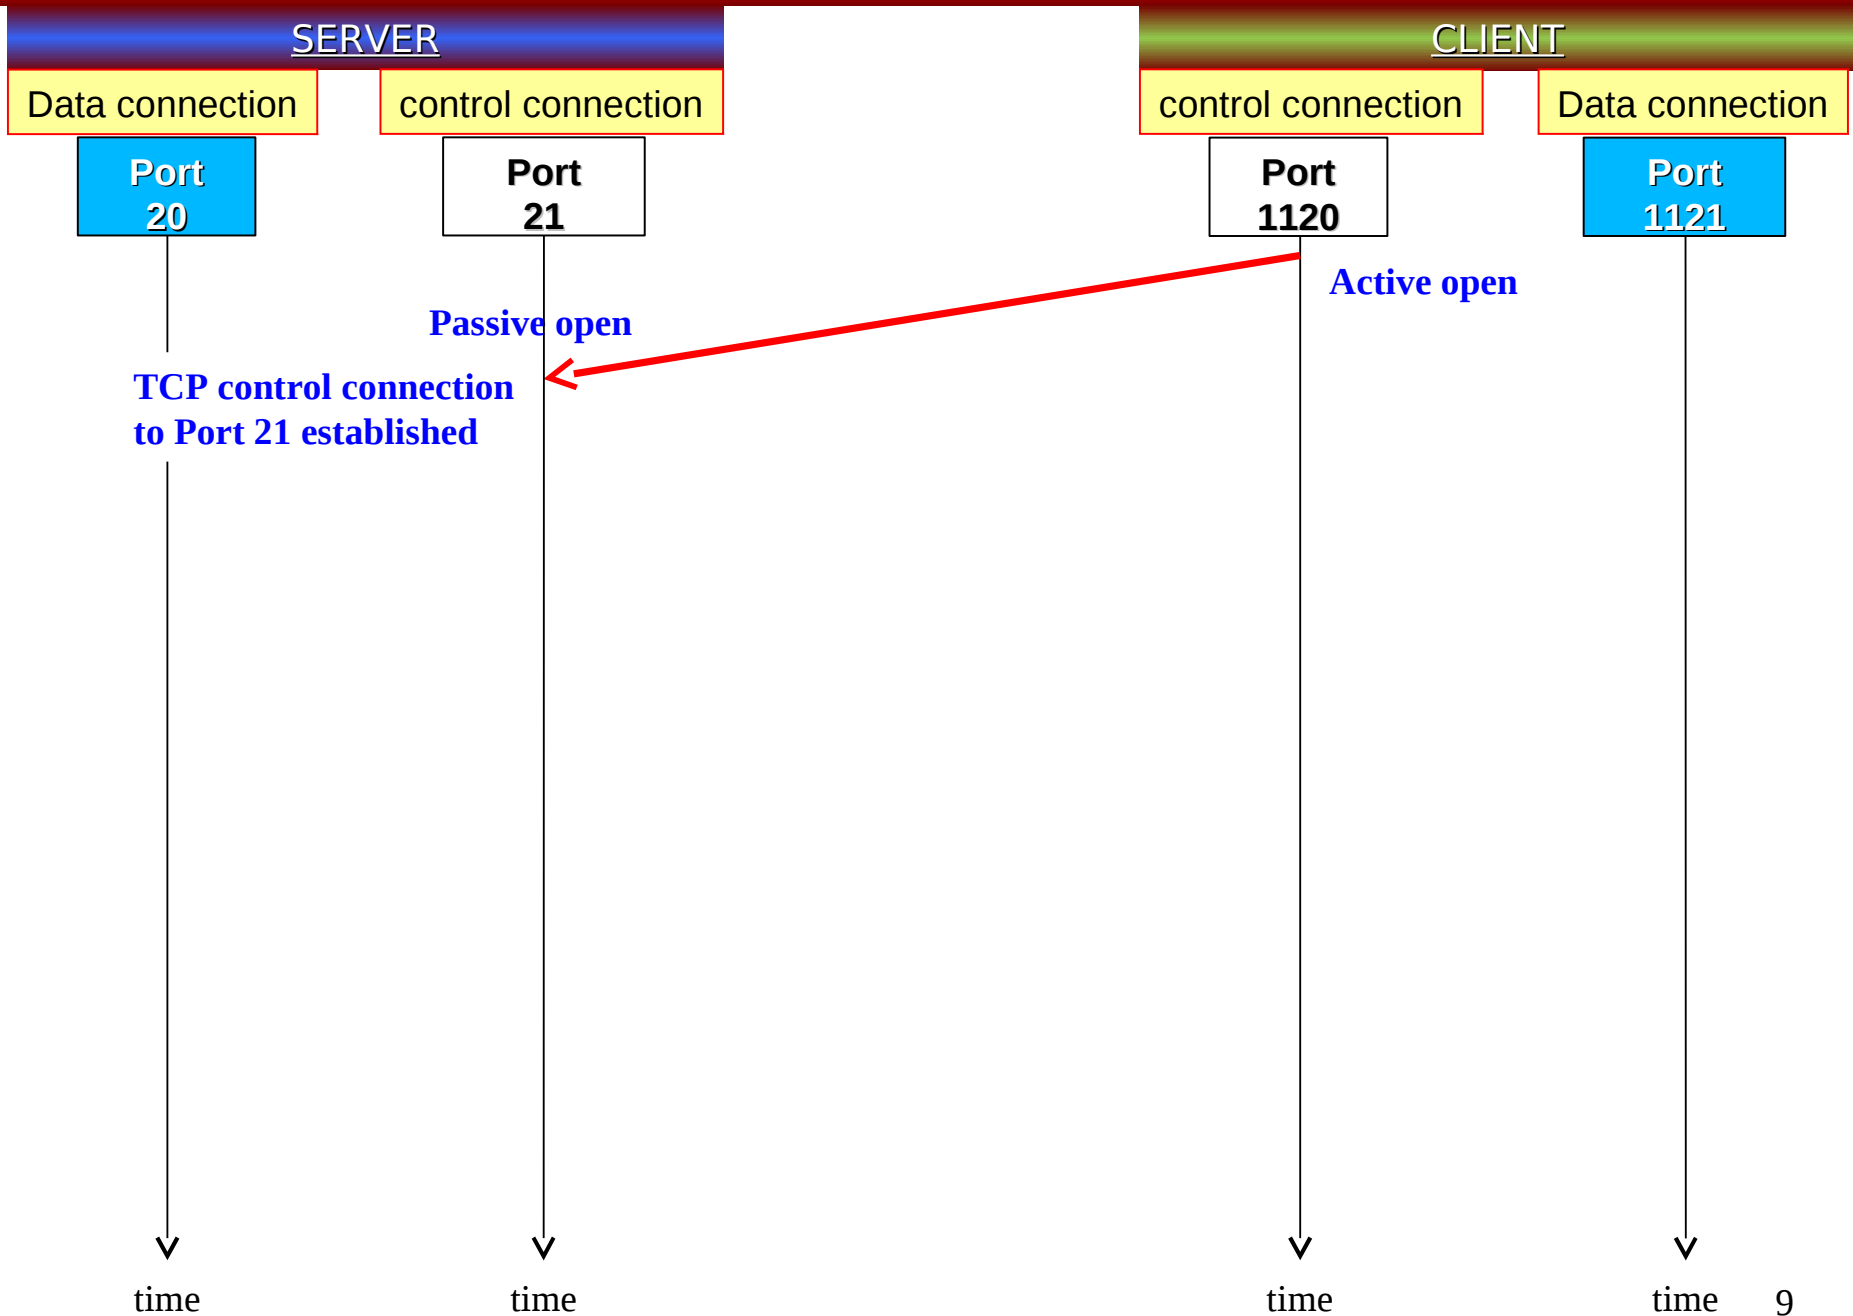 SERVER
CLIENT
Data connection
control connection
control connection
Data connection
Port
20
Port
21
Port
1120
Port
1121
Active open
Passive open
TCP control connection
to Port 21 established
time
time
time
time
9